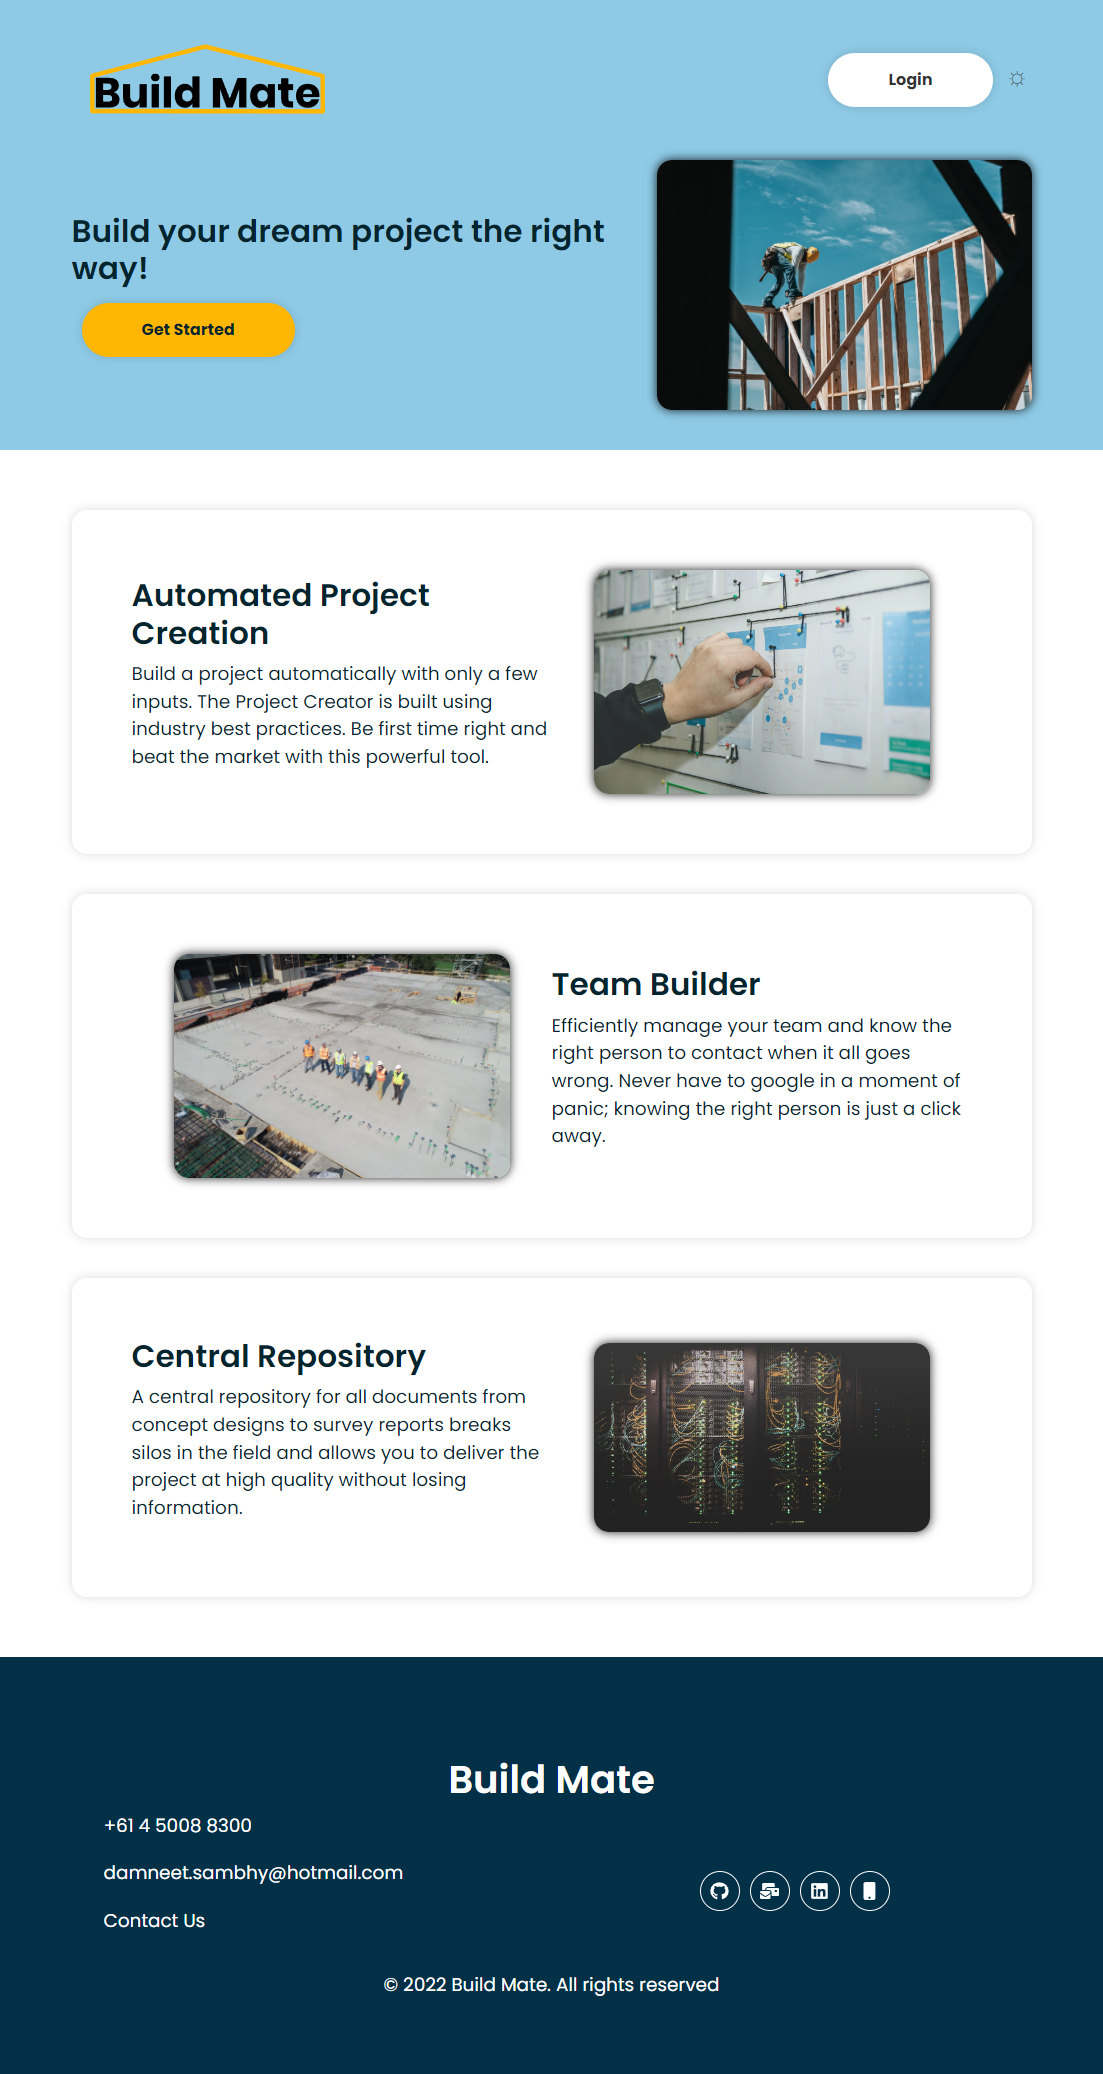 Build Mate
Login
Build your dream project the right
way!
Get Started
Automated Project
Creation
Build a project automatically with only a few
inputs. The Project Creator is built using
industry best practices. Be first time right and
beat the market with this powerful tool.
Team Builder
Efficiently manage your team and know the
right person to contact when it all goes
wrong. Never have to google in a moment of
panic; knowing the right person is just a click
away.
Central Repository
A central repository for all documents from
concept designs to survey reports breaks
silos in the field and allows you to deliver the
project at high quality without losing
information.
Build Mate
+61 4 5008 8300
damneet.sambhy@hotmail.com
Contact Us
© 2022 Build Mate. All rights reserved